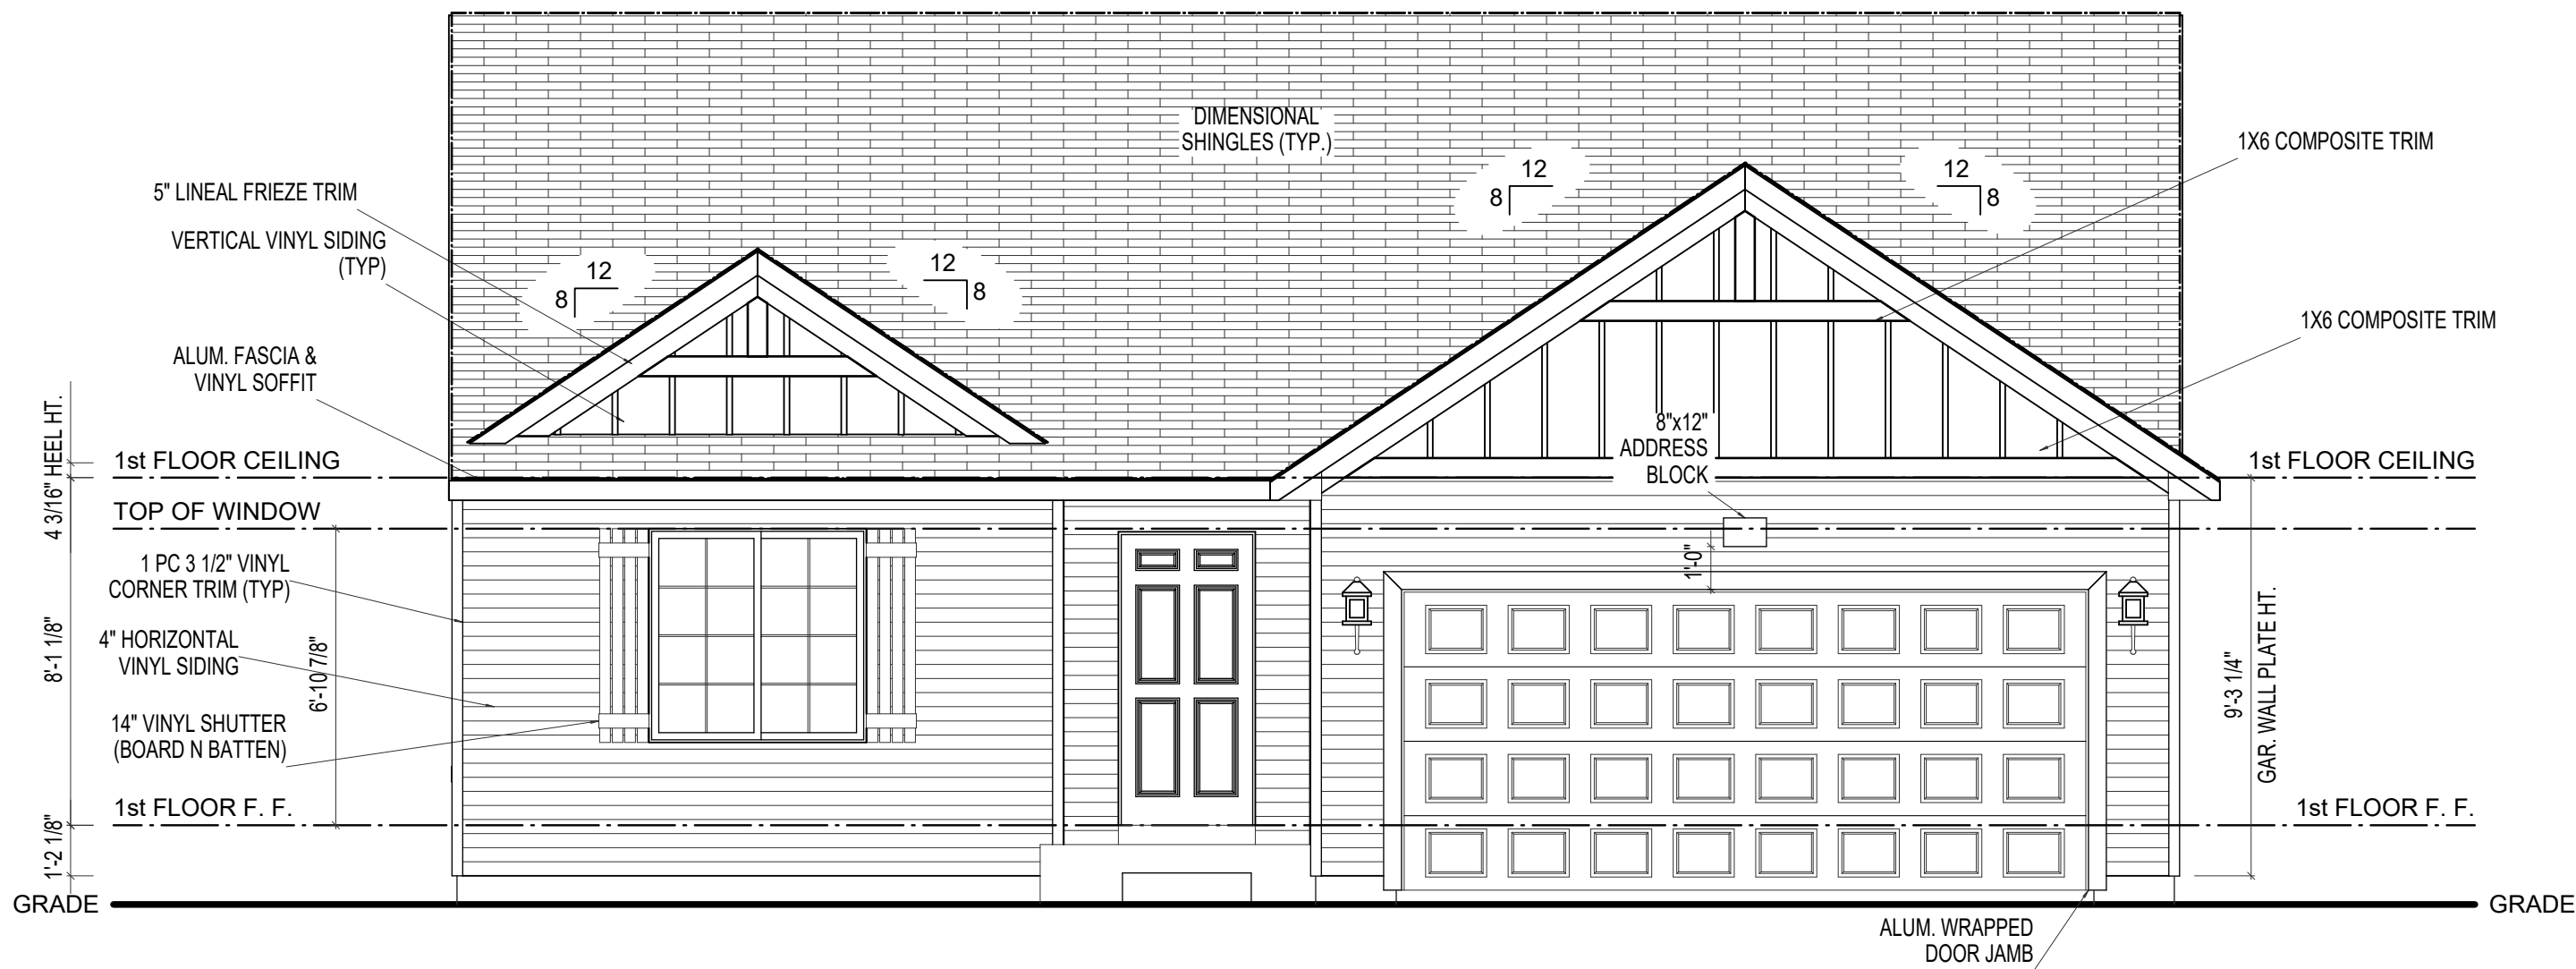 DIMENSIONAL
SHINGLES (TYP.)
12
8
12
8
1X6 COMPOSITE TRIM
5" LINEAL FRIEZE TRIM
VERTICAL VINYL SIDING
(TYP)
12
8
12
8
1X6 COMPOSITE TRIM
ALUM. FASCIA &
VINYL SOFFIT
8"x12"
ADDRESS
BLOCK
4 3/16" HEEL HT.
1st FLOOR CEILING
1st FLOOR CEILING
TOP OF WINDOW
1 PC 3 1/2" VINYL
CORNER TRIM (TYP)
1'-0"
4" HORIZONTAL
VINYL SIDING
8'-1 1/8"
6'-10 7/8"
9'-3 1/4"
GAR. WALL PLATE HT.
14" VINYL SHUTTER
(BOARD N BATTEN)
1st FLOOR F. F.
1st FLOOR F. F.
1'-2 1/8"
GRADE
GRADE
ALUM. WRAPPED
DOOR JAMB